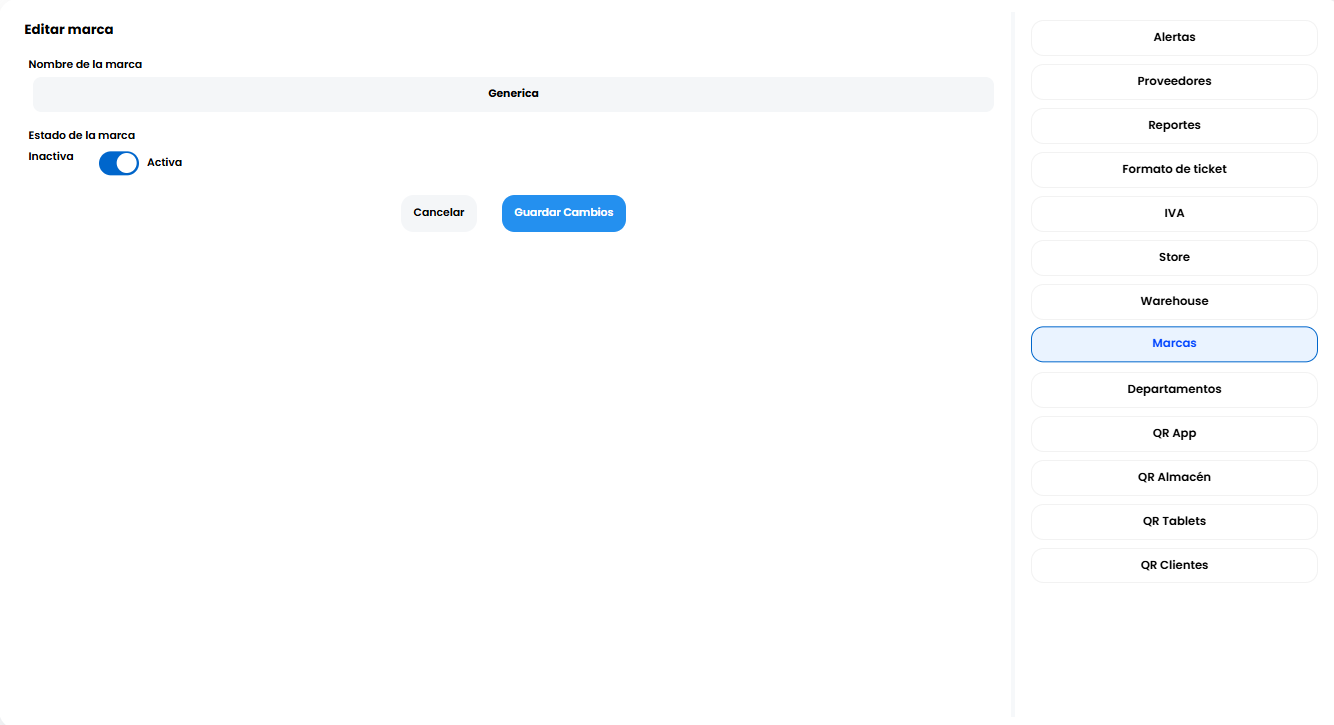 Editar marca
Nombre de la marca
Generica
Estado de la marca
Inactiva
Activa
Cancelar
Guardar Cambios
Alertas
Proveedores
Reportes
Formato de ticket
IVA
Store
Warehouse
Marcas
Departamentos
QR App
QR Almacén
QR Tablets
QR Clientes